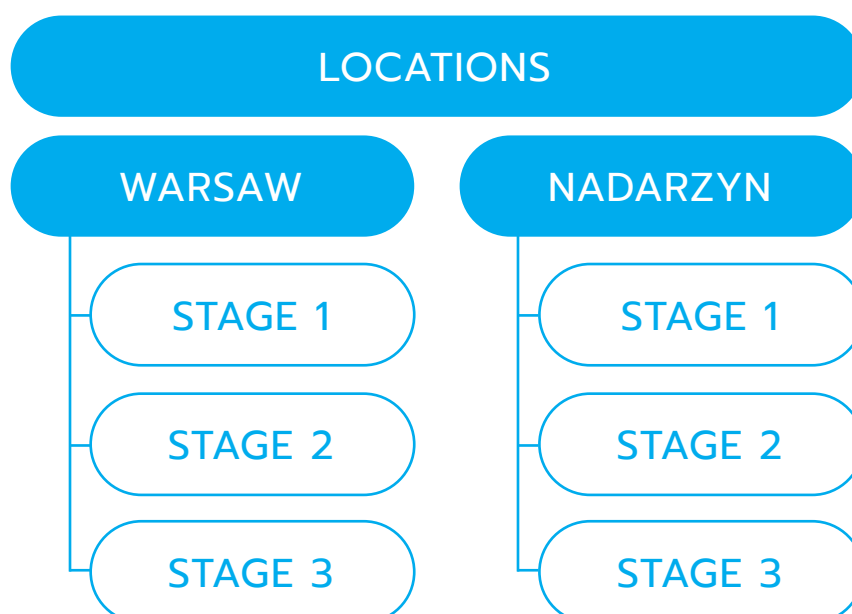 LOCATIONS
WARSAW
STAGE 1
STAGE 2
STAGE 3
NADARZYN
STAGE 1
STAGE 2
STAGE 3